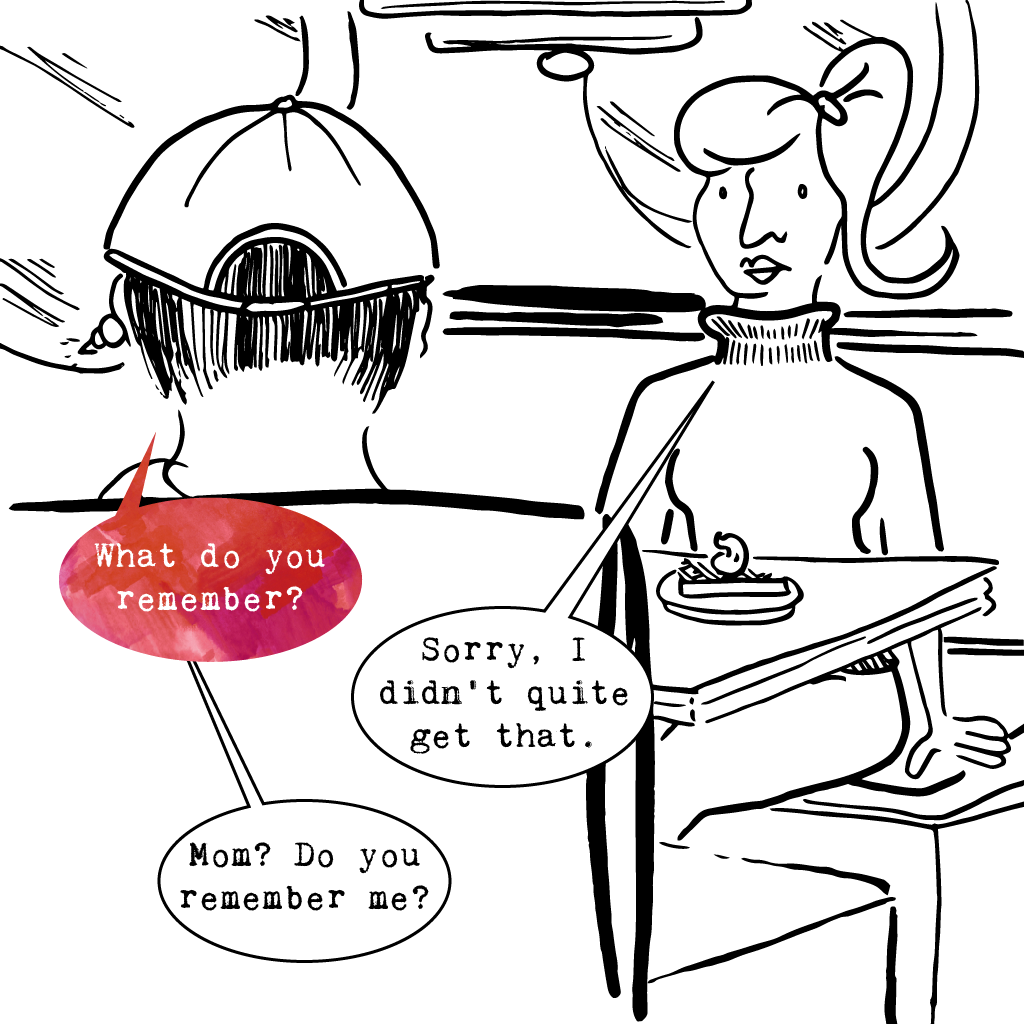 What do you
remember?
Sorry, I
didn't quite
get that.
Mom? Do you
remember me?